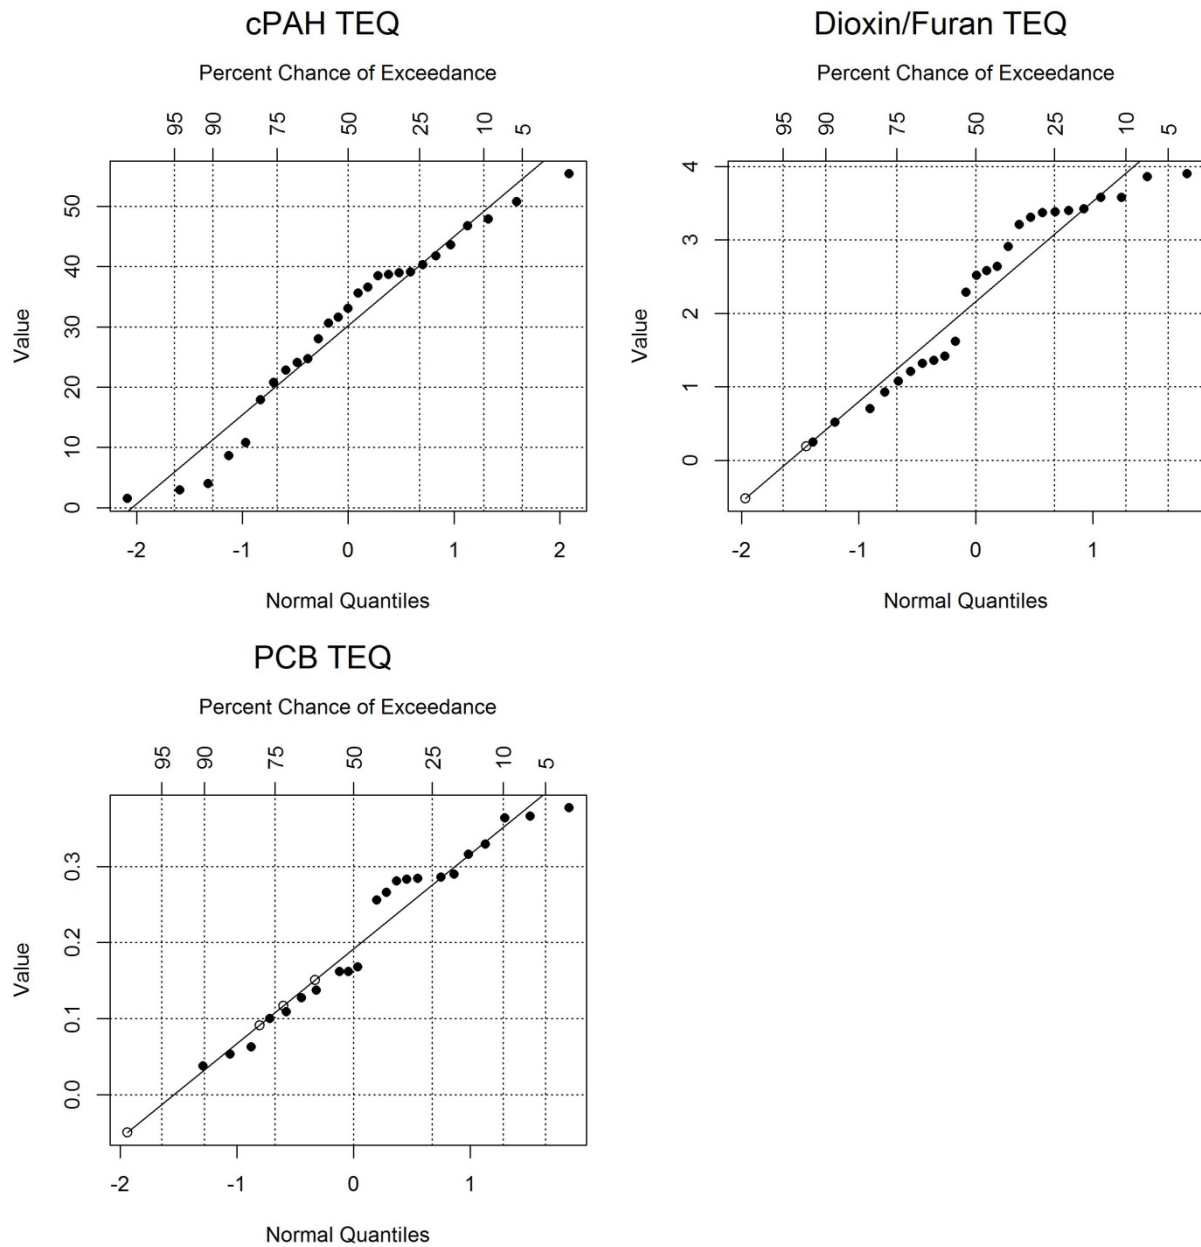 cPAH TEQ
Percent Chance of Exceedance
95 90 75 50 25 10 5
Value
50
40
30
20
10
0
-2 -1 0 1 2
Normal Quantiles
Dioxin/Furan TEQ
Percent Chance of Exceedance
95 90 75 50 25 10 5
Value
4
3
2
1
0
-2 -1 0 1
Normal Quantiles
PCB TEQ
Percent Chance of Exceedance
95 90 75 50 25 10 5
Value
0.3
0.2
0.1
0.0
-2 -1 0 1
Normal Quantiles